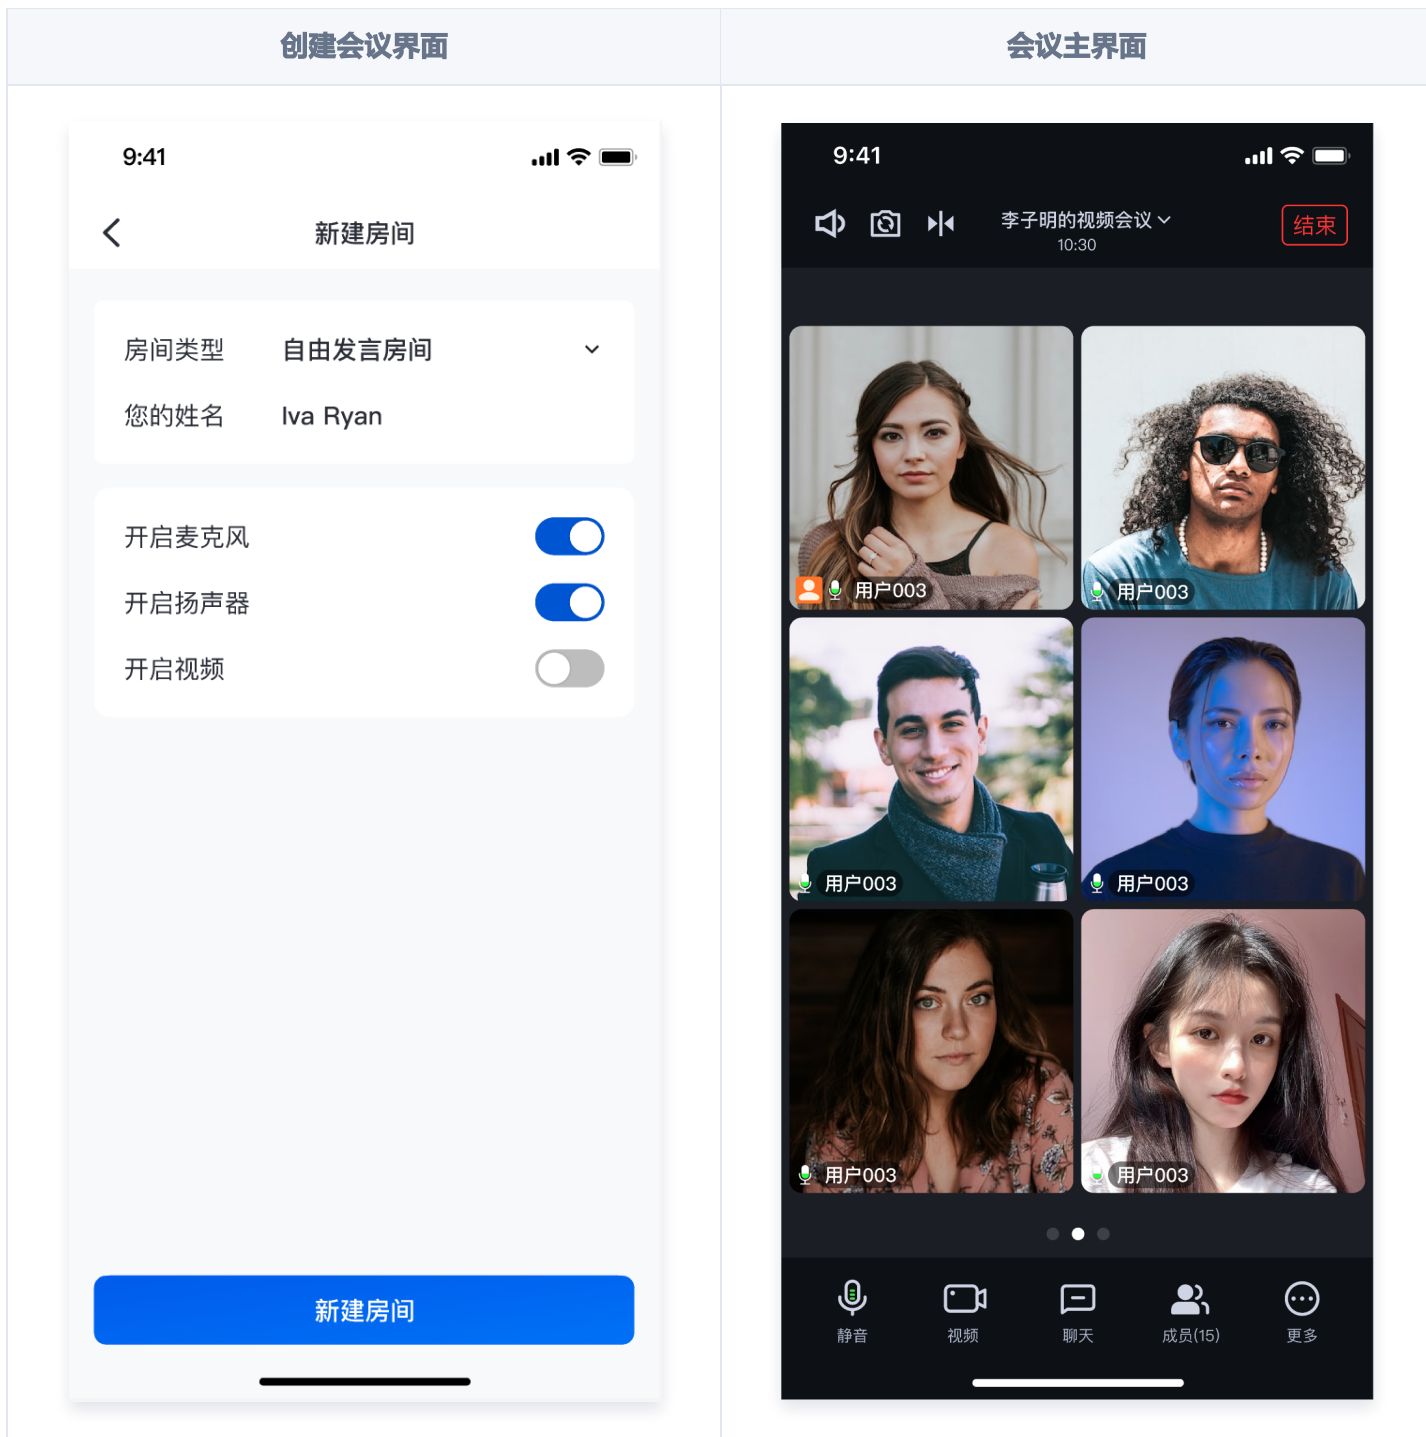 创建会议界面
会议主界面
9:41
新建房间
房间类型 自由发言房间
您的姓名 Iva Ryan
开启麦克风
开启扬声器
开启视频
新建房间
9:41
李子明的视频会议
10:30
结束
用户003
用户003
用户003
用户003
用户003
用户003
静音
视频
聊天
成员(15)
更多